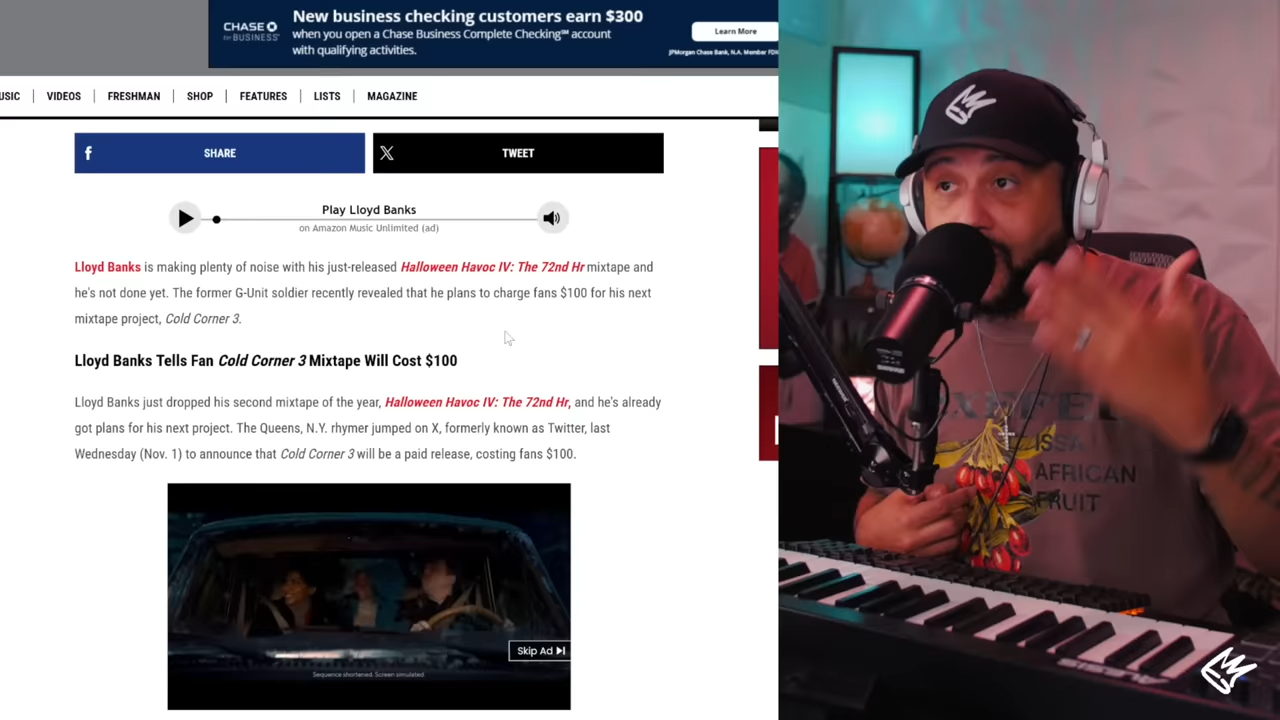 CHASE
for BUSINESS
New business checking customers earn $300
when you open a Chase Business Complete Checking℠ account
with qualifying activities.
Learn More
JPMorgan Chase Bank, N.A. Member
USIC | VIDEOS | FRESHMAN | SHOP | FEATURES | LISTS | MAGAZINE
f SHARE
X TWEET
Play Lloyd Banks
on Amazon Music Unlimited (ad)
Lloyd Banks is making plenty of noise with his just-released Halloween Havoc IV: The 72nd Hr mixtape and
he's not done yet. The former G-Unit soldier recently revealed that he plans to charge fans $100 for his next
mixtape project, Cold Corner 3.
Lloyd Banks Tells Fan Cold Corner 3 Mixtape Will Cost $100
Lloyd Banks just dropped his second mixtape of the year, Halloween Havoc IV: The 72nd Hr, and he's already
got plans for his next project. The Queens, N.Y. rhymer jumped on X, formerly known as Twitter, last
Wednesday (Nov. 1) to announce that Cold Corner 3 will be a paid release, costing fans $100.
Skip Ad
Sequence shortened. Screen simulated.
ISSA
AFRICAN
FRUIT